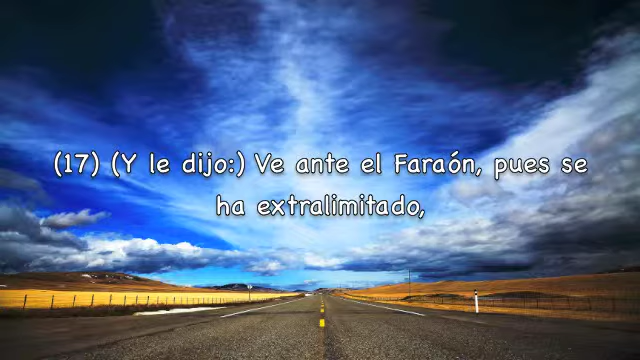 (17) (Y le dijo:) Ve ante el Faraón, pues se
ha extralimitado,